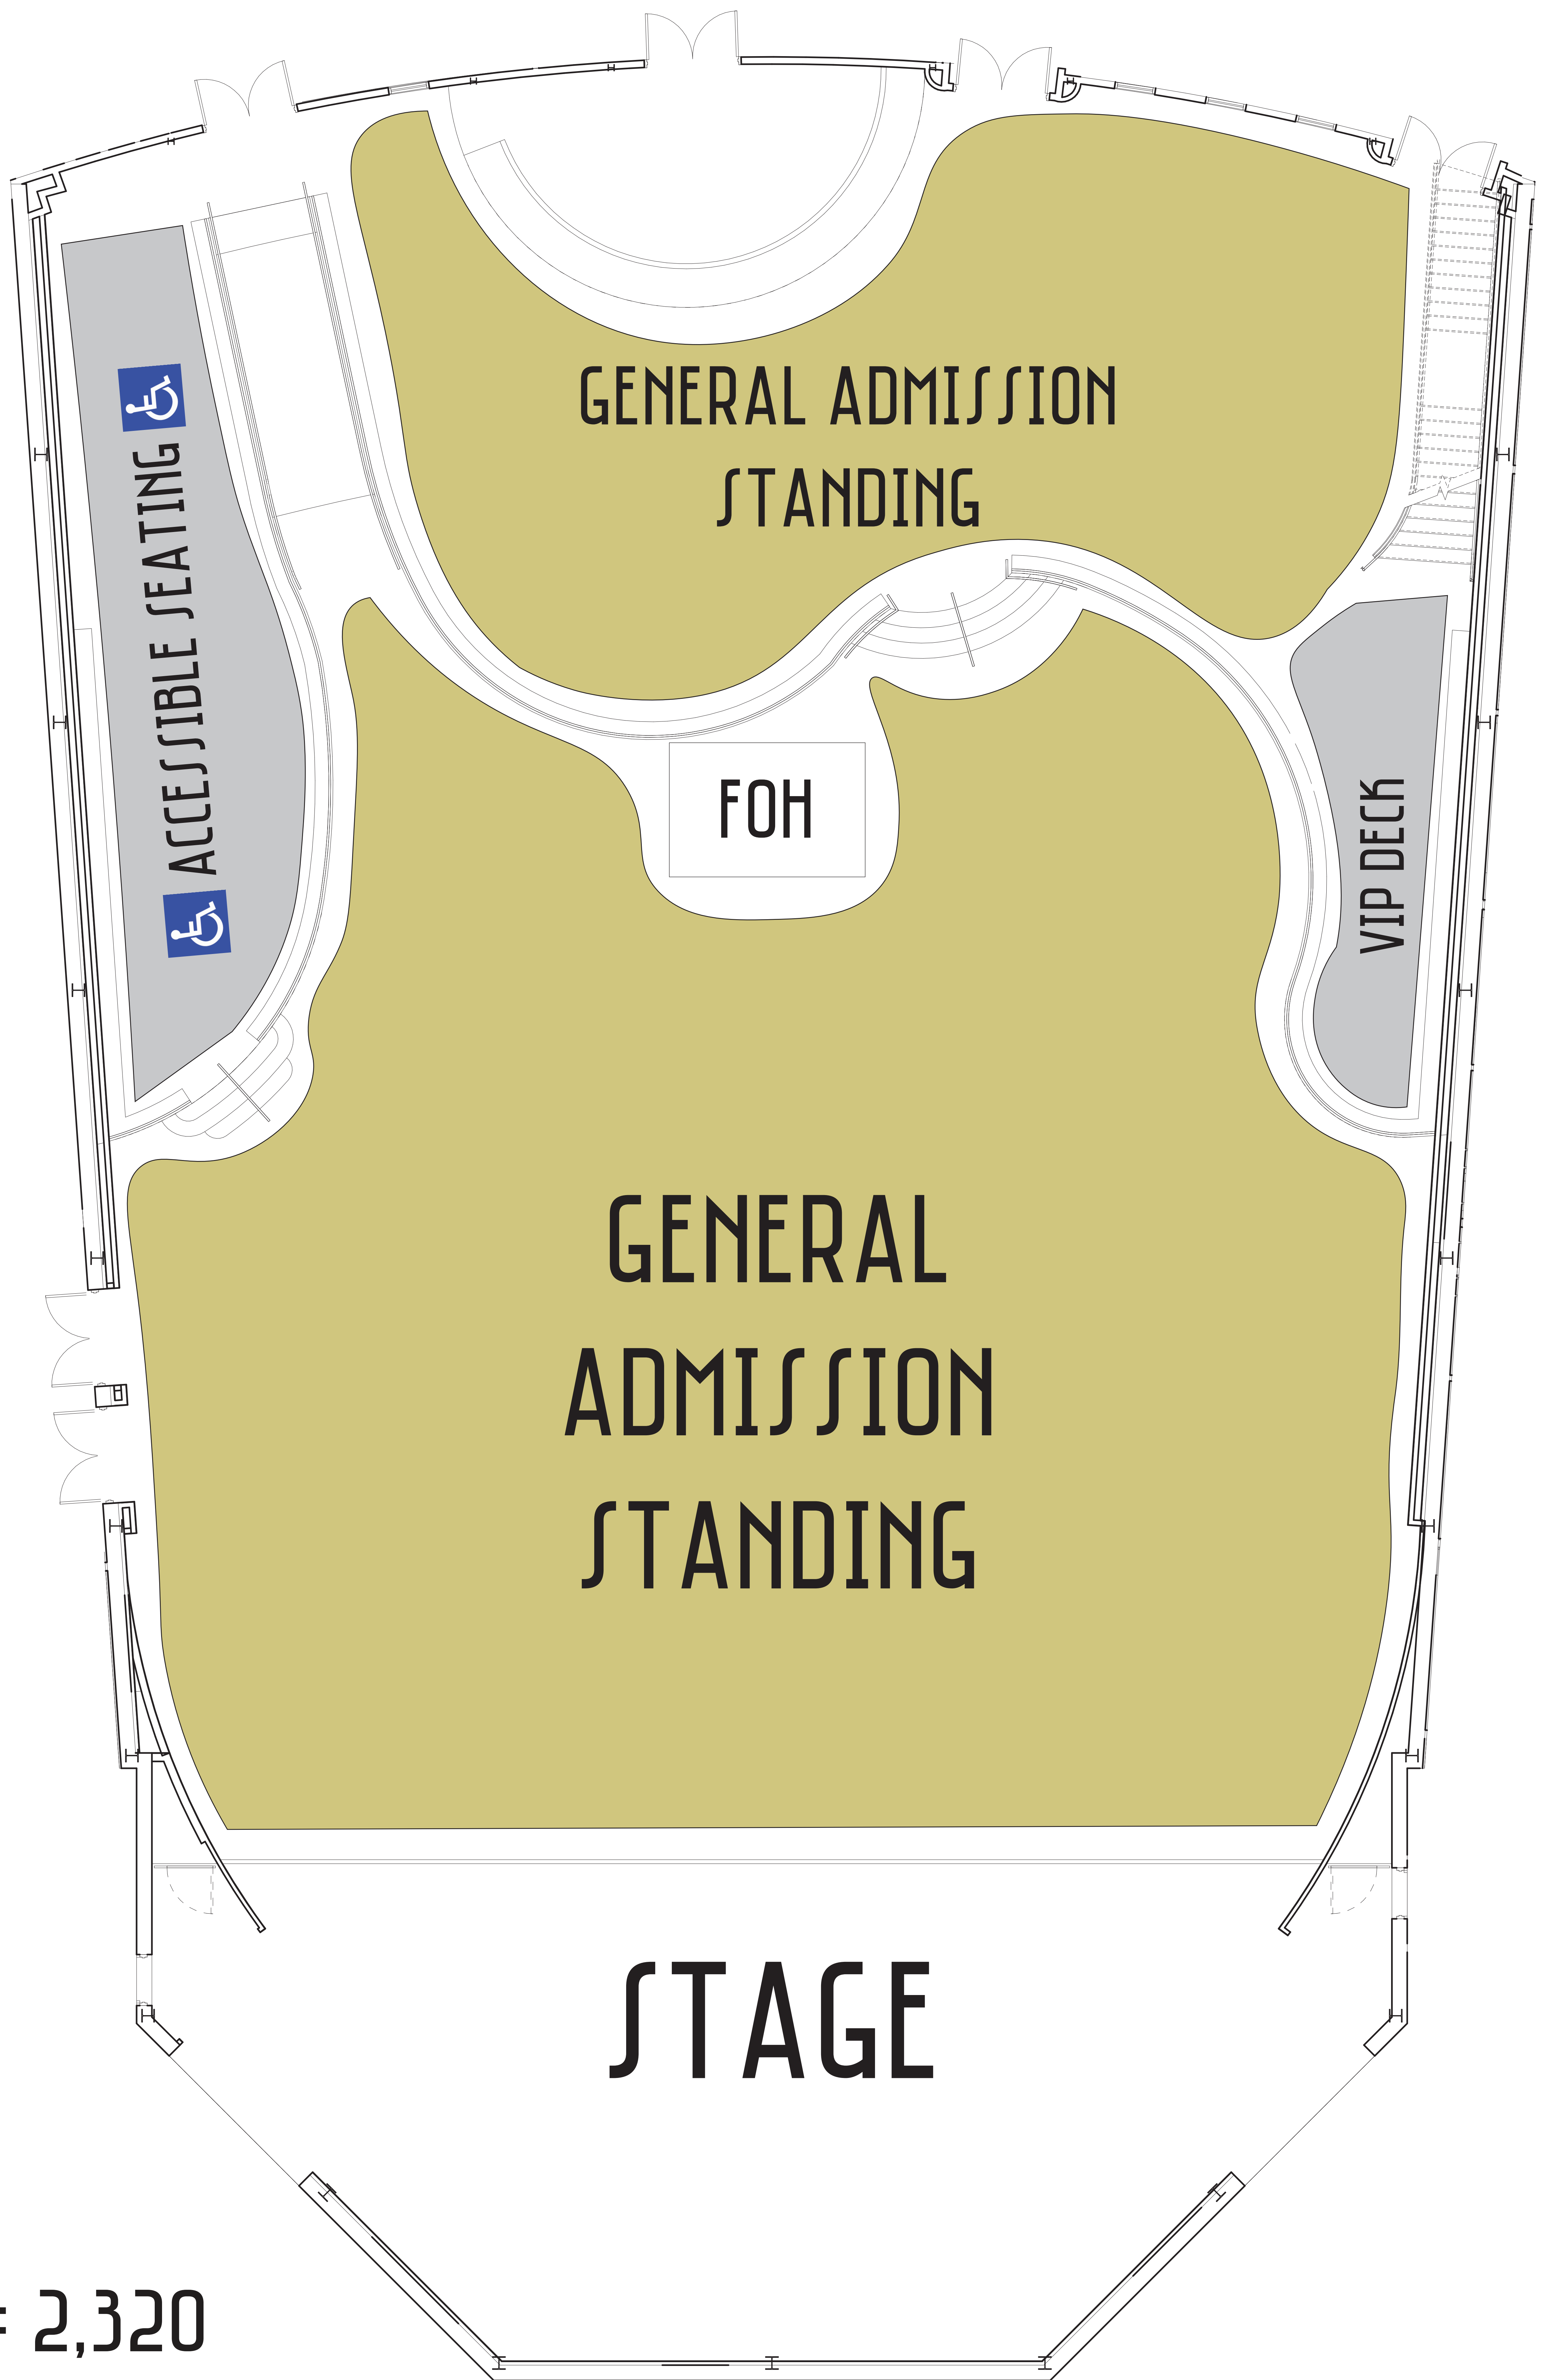 GENERAL ADMISSION
STANDING
ACCESSIBLE SEATING
FOH
VIP DECK
GENERAL
ADMISSION
STANDING
STAGE
= 2,320